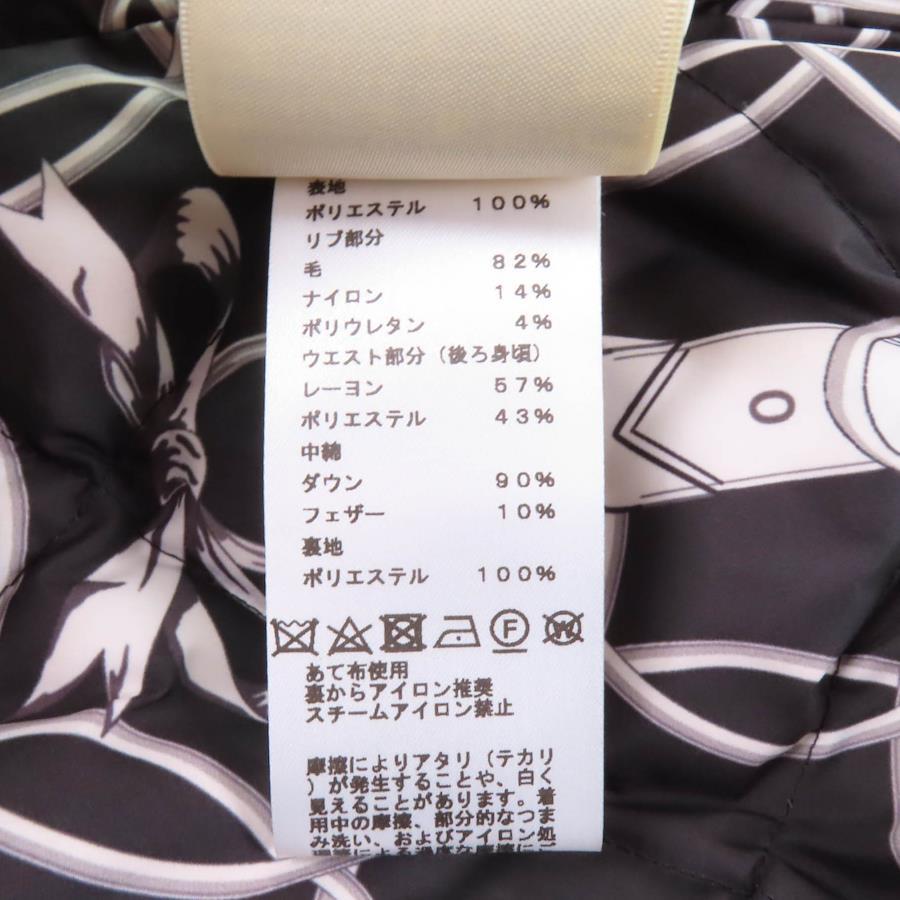 表地
ポリエステル　１００％
リブ部分
毛　８２％
ナイロン　１４％
ポリウレタン　４％
ウエスト部分（後ろ身頃）
レーヨン　５７％
ポリエステル　４３％
中綿
ダウン　９０％
フェザー　１０％
裏地
ポリエステル　１００％
F W
あて布使用
裏からアイロン推奨
スチームアイロン禁止
摩擦によりアタリ（テカリ
）が発生することや、白く
見えることがあります。着
用中の摩擦、部分的なつま
み洗い、およびアイロン処